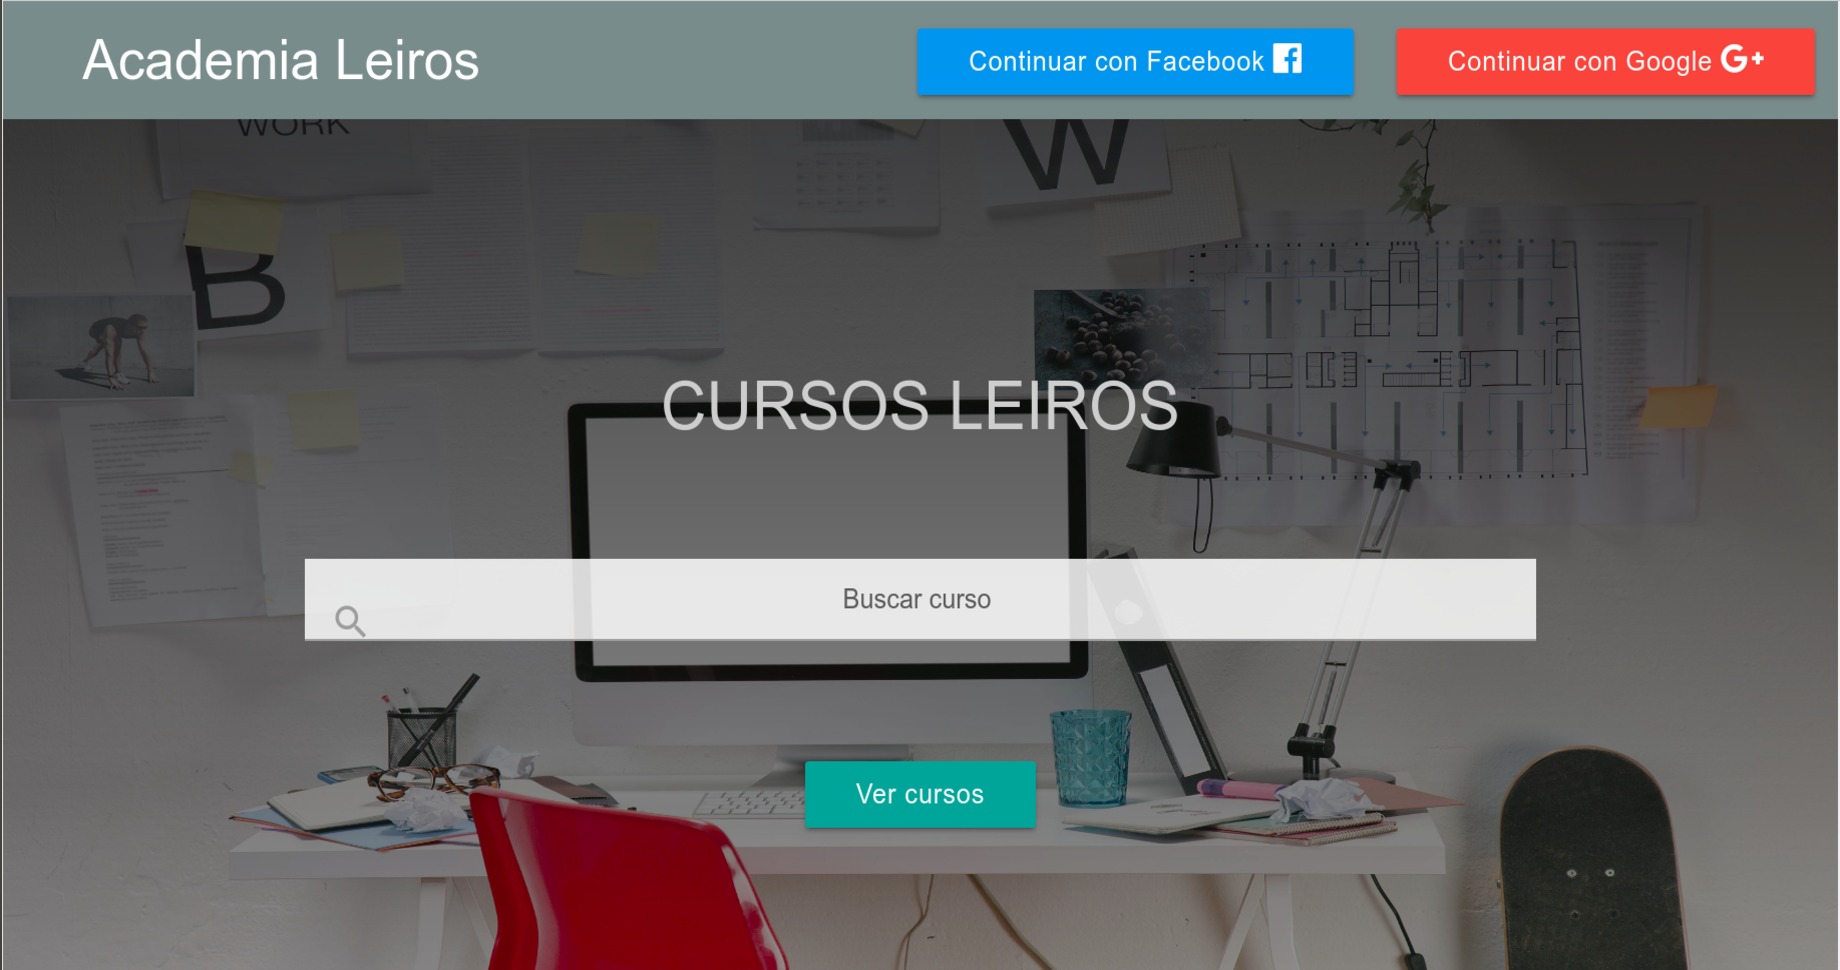 Academia Leiros
Continuar con Facebook
Continuar con Google G+
WORK
W
B
CURSOS LEIROS
Buscar curso
Ver cursos